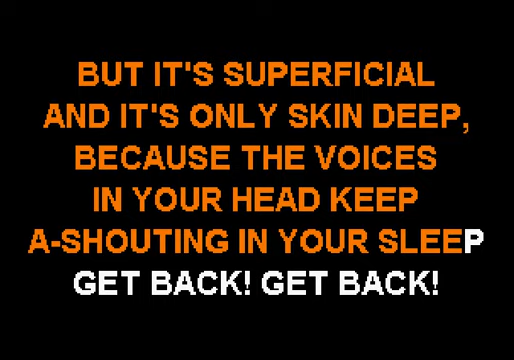 BUT IT'S SUPERFICIAL
AND IT'S ONLY SKIN DEEP,
BECAUSE THE VOICES
IN YOUR HEAD KEEP
A-SHOUTING IN YOUR SLEEP
GET BACK! GET BACK!